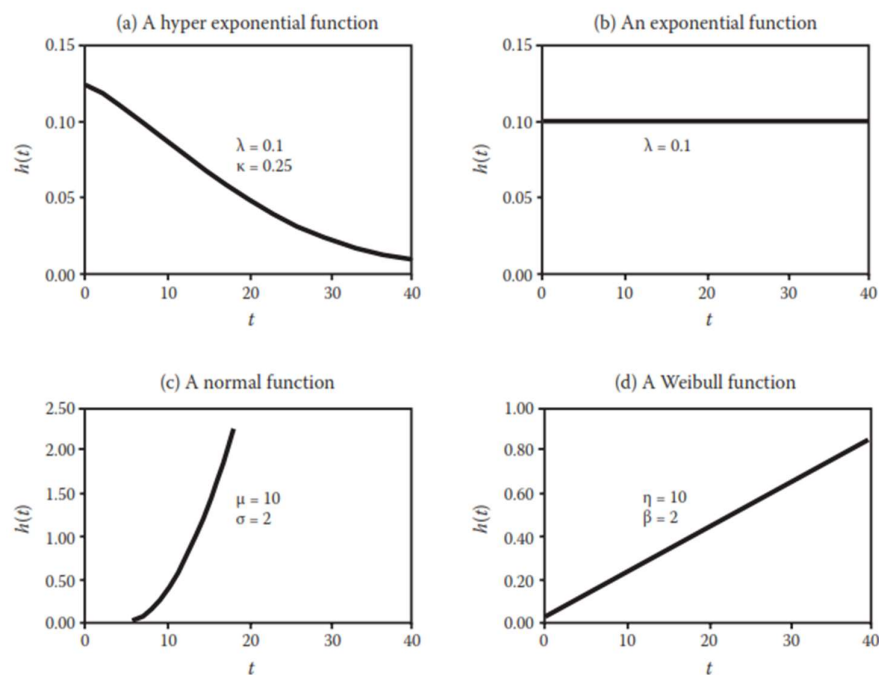 (a) A hyper exponential function
0.15
0.10
0.05
0.00
h(t)
λ = 0.1
κ = 0.25
0 10 20 30 40
t
(b) An exponential function
0.15
0.10
0.05
0.00
h(t)
λ = 0.1
0 10 20 30 40
t
(c) A normal function
2.50
2.00
1.50
1.00
0.50
0.00
h(t)
μ = 10
σ = 2
0 10 20 30 40
t
(d) A Weibull function
1.00
0.80
0.60
0.40
0.20
0.00
h(t)
η = 10
β = 2
0 10 20 30 40
t